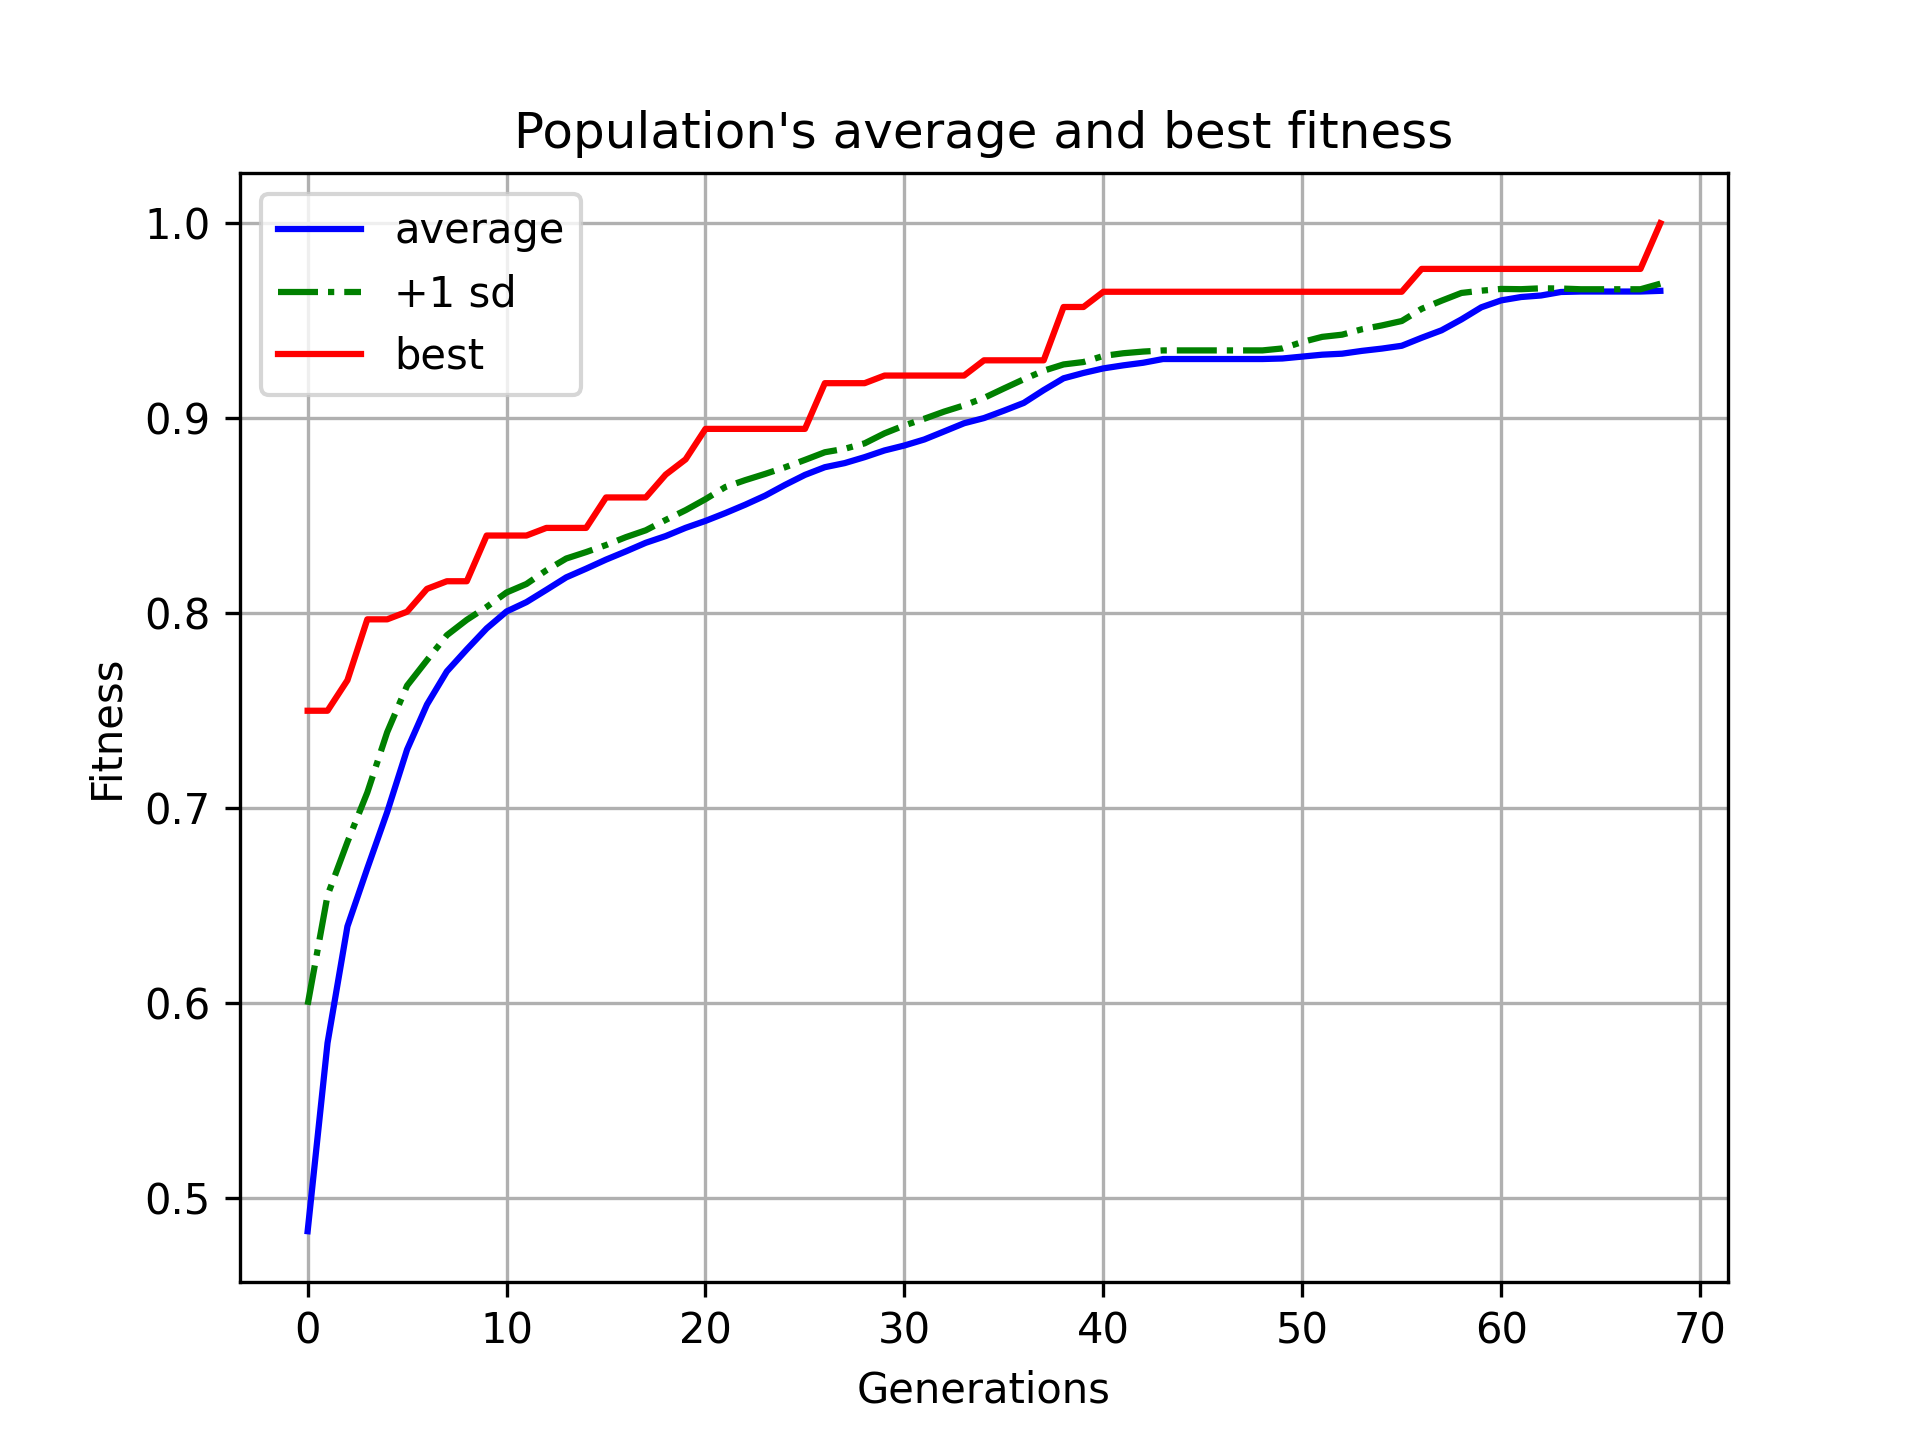 Population's average and best fitness
average
+1 sd
best
1.0
0.9
0.8
0.7
0.6
0.5
Fitness
0 10 20 30 40 50 60 70
Generations